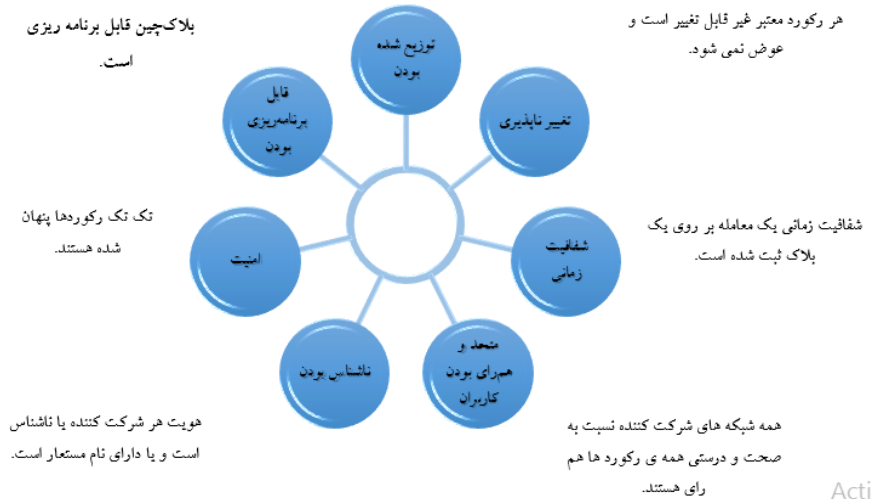 بلاک‌چین قابل برنامه ریزی
است.
هر رکورد معتبر غیر قابل تغییر است و
عوض نمی شود.
توزیع شده
بودن
قابل
برنامه‌ریزی
بودن
تغییر ناپذیری
تک تک رکوردها پنهان
شده هستند.
امنیت
شفافیت
زمانی
شفافیت زمانی یک معامله بر روی یک
بلاک ثبت شده است.
ناشناس بودن
متحد و
هم‌رای بودن
کاربران
هویت هر شرکت کننده یا ناشناس
است و یا دارای نام مستعار است.
همه شبکه های شرکت کننده نسبت به
صحت و درستی همه ی رکورد ها هم
رای هستند.
Acti